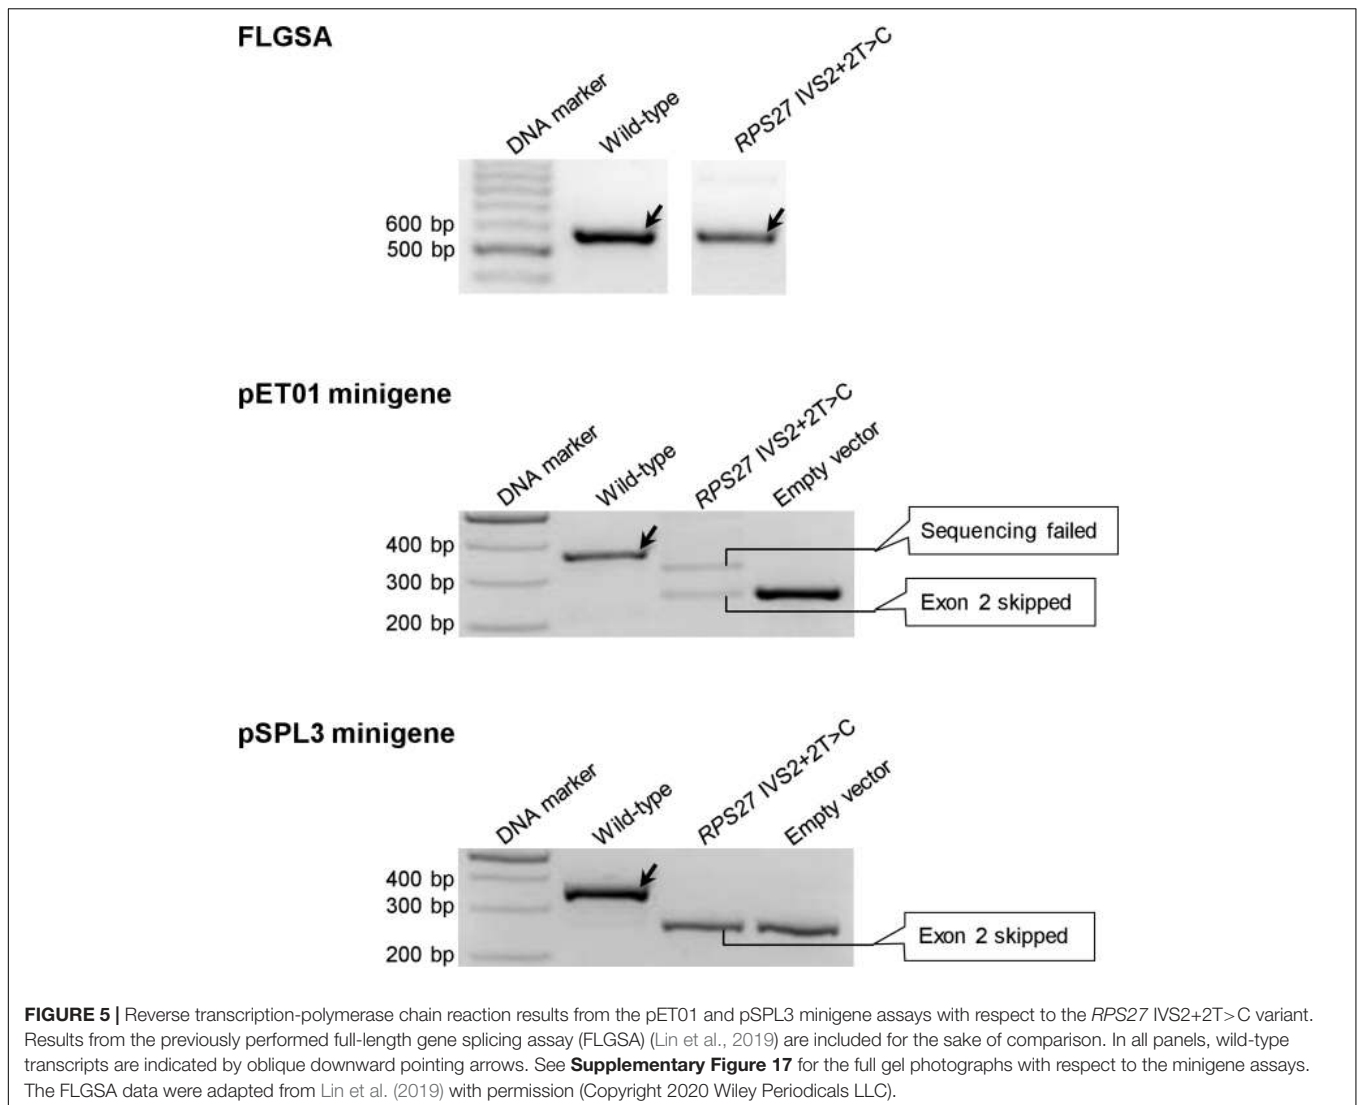 FLGSA
DNA marker
Wild-type
RPS27 IVS2+2T>C
600 bp
500 bp
pET01 minigene
DNA marker
Wild-type
RPS27 IVS2+2T>C
Empty vector
400 bp
300 bp
200 bp
Sequencing failed
Exon 2 skipped
pSPL3 minigene
DNA marker
Wild-type
RPS27 IVS2+2T>C
Empty vector
400 bp
300 bp
200 bp
Exon 2 skipped
FIGURE 5 | Reverse transcription-polymerase chain reaction results from the pET01 and pSPL3 minigene assays with respect to the RPS27 IVS2+2T>C variant.
Results from the previously performed full-length gene splicing assay (FLGSA) (Lin et al., 2019) are included for the sake of comparison. In all panels, wild-type
transcripts are indicated by oblique downward pointing arrows. See Supplementary Figure 17 for the full gel photographs with respect to the minigene assays.
The FLGSA data were adapted from Lin et al. (2019) with permission (Copyright 2020 Wiley Periodicals LLC).